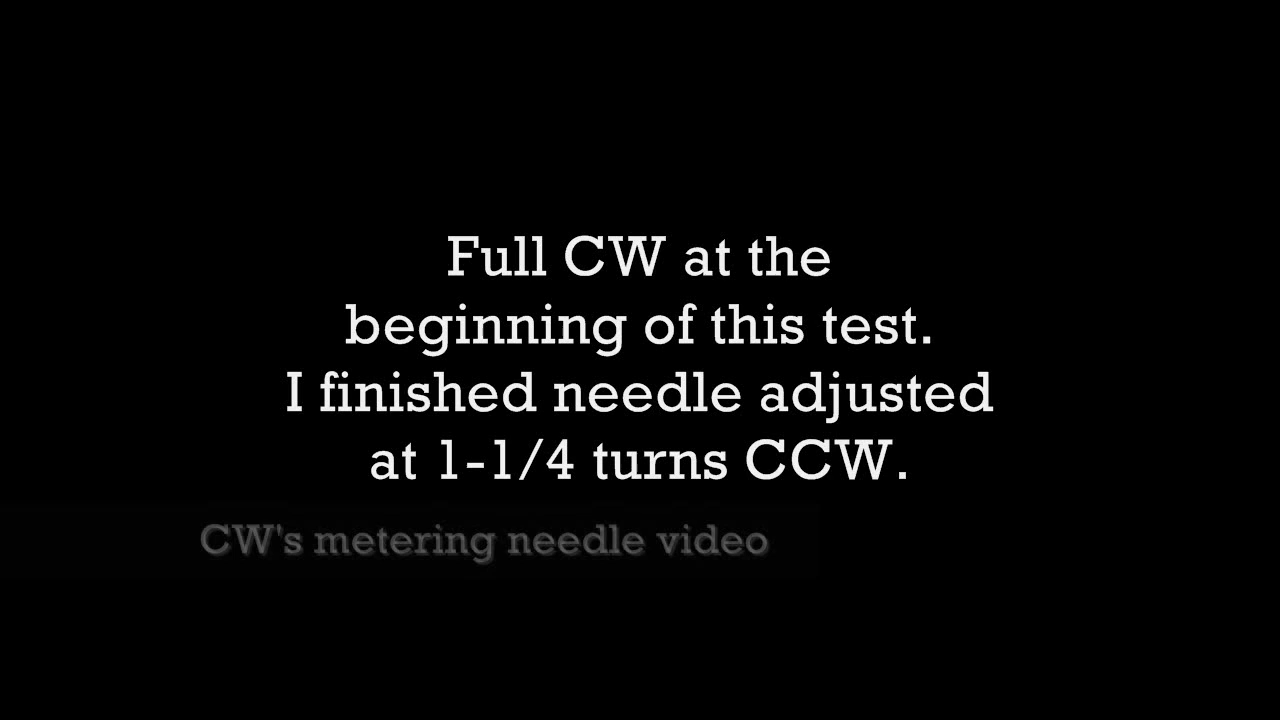 Full CW at the
beginning of this test.
I finished needle adjusted
at 1-1/4 turns CCW.
CW's metering needle video